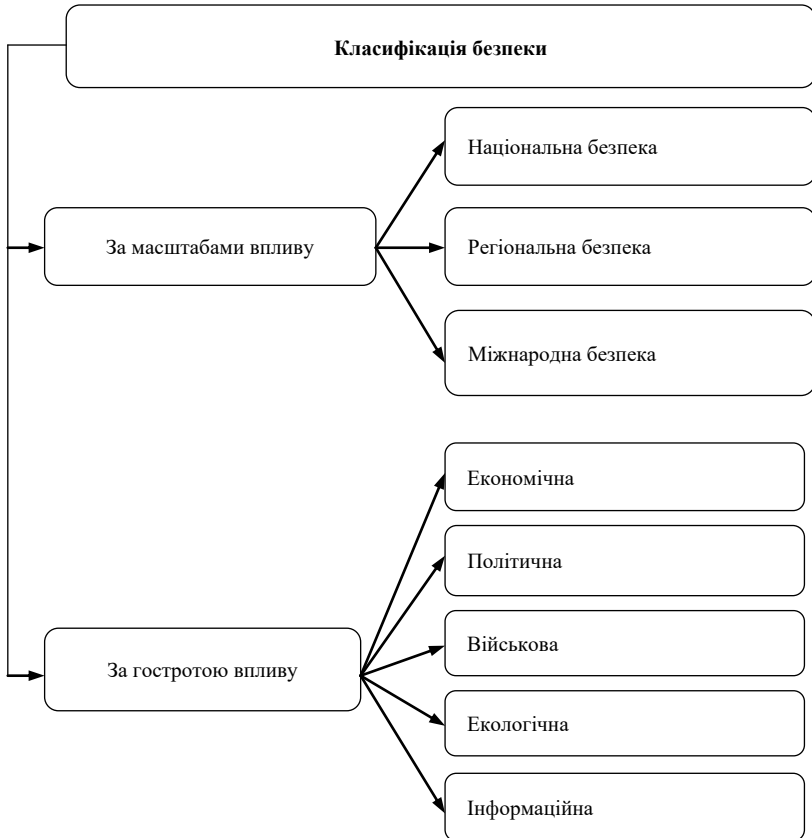 Класифікація безпеки
Національна безпека
За масштабами впливу
Регіональна безпека
Міжнародна безпека
Економічна
Політична
Військова
За гостротою впливу
Екологічна
Інформаційна